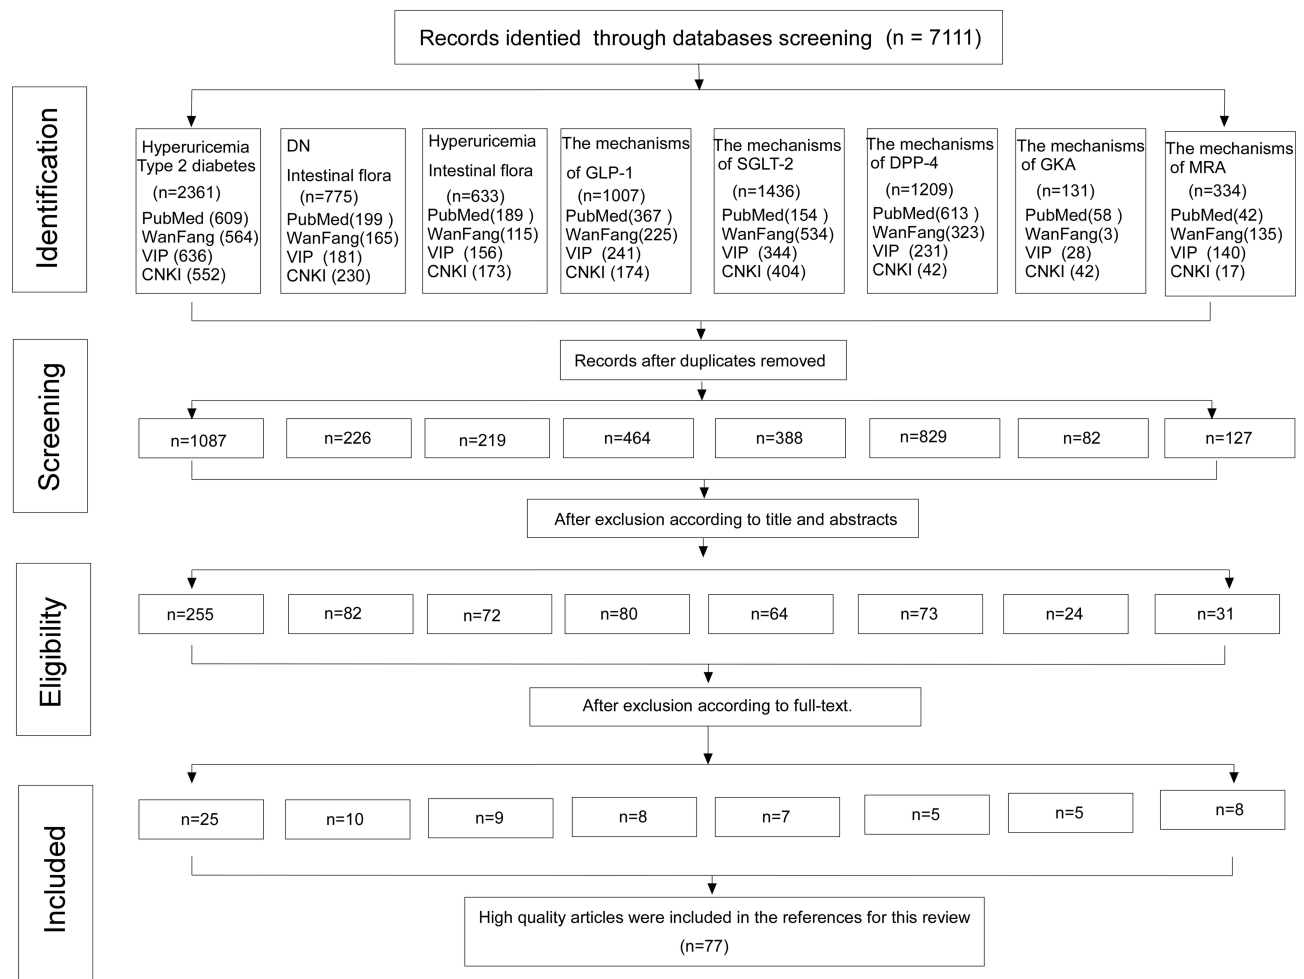 Records identied through databases screening (n = 7111)
Identification
Hyperuricemia
Type 2 diabetes
(n=2361)
PubMed (609)
WanFang (564)
VIP (636)
CNKI (552)
DN
Intestinal flora
(n=775)
PubMed(199 )
WanFang(165)
VIP (181)
CNKI (230)
Hyperuricemia
Intestinal flora
(n=633)
PubMed(189 )
WanFang(115)
VIP (156)
CNKI (173)
The mechanisms
of GLP-1
(n=1007)
PubMed(367 )
WanFang(225)
VIP (241)
CNKI (174)
The mechanisms
of SGLT-2
(n=1436)
PubMed(154 )
WanFang(534)
VIP (344)
CNKI (404)
The mechanisms
of DPP-4
(n=1209)
PubMed(613 )
WanFang(323)
VIP (231)
CNKI (42)
The mechanisms
of GKA
(n=131)
PubMed(58 )
WanFang(3)
VIP (28)
CNKI (42)
The mechanisms
of MRA
(n=334)
PubMed(42)
WanFang(135)
VIP (140)
CNKI (17)
Records after duplicates removed
Screening
n=1087
n=226
n=219
n=464
n=388
n=829
n=82
n=127
After exclusion according to title and abstracts
Eligibility
n=255
n=82
n=72
n=80
n=64
n=73
n=24
n=31
After exclusion according to full-text.
Included
n=25
n=10
n=9
n=8
n=7
n=5
n=5
n=8
High quality articles were included in the references for this review
(n=77)